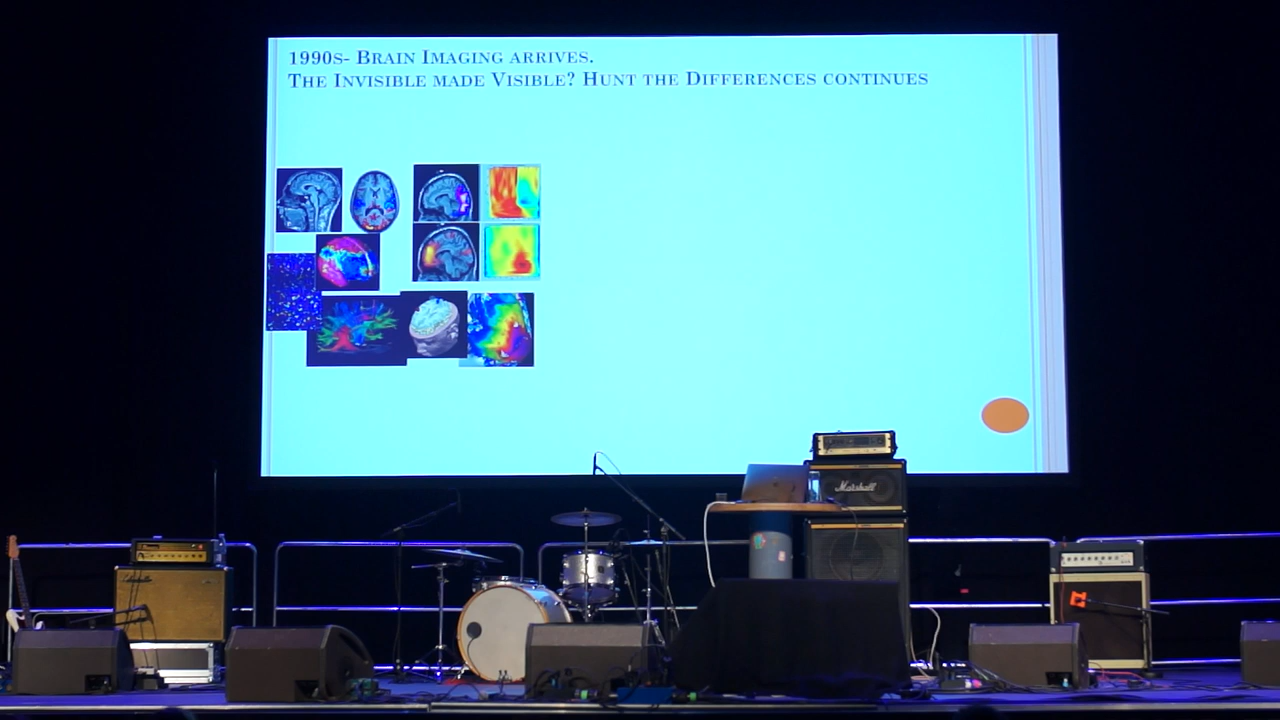 1990s- Brain Imaging arrives.
The Invisible made Visible? Hunt the Differences continues
Marshall